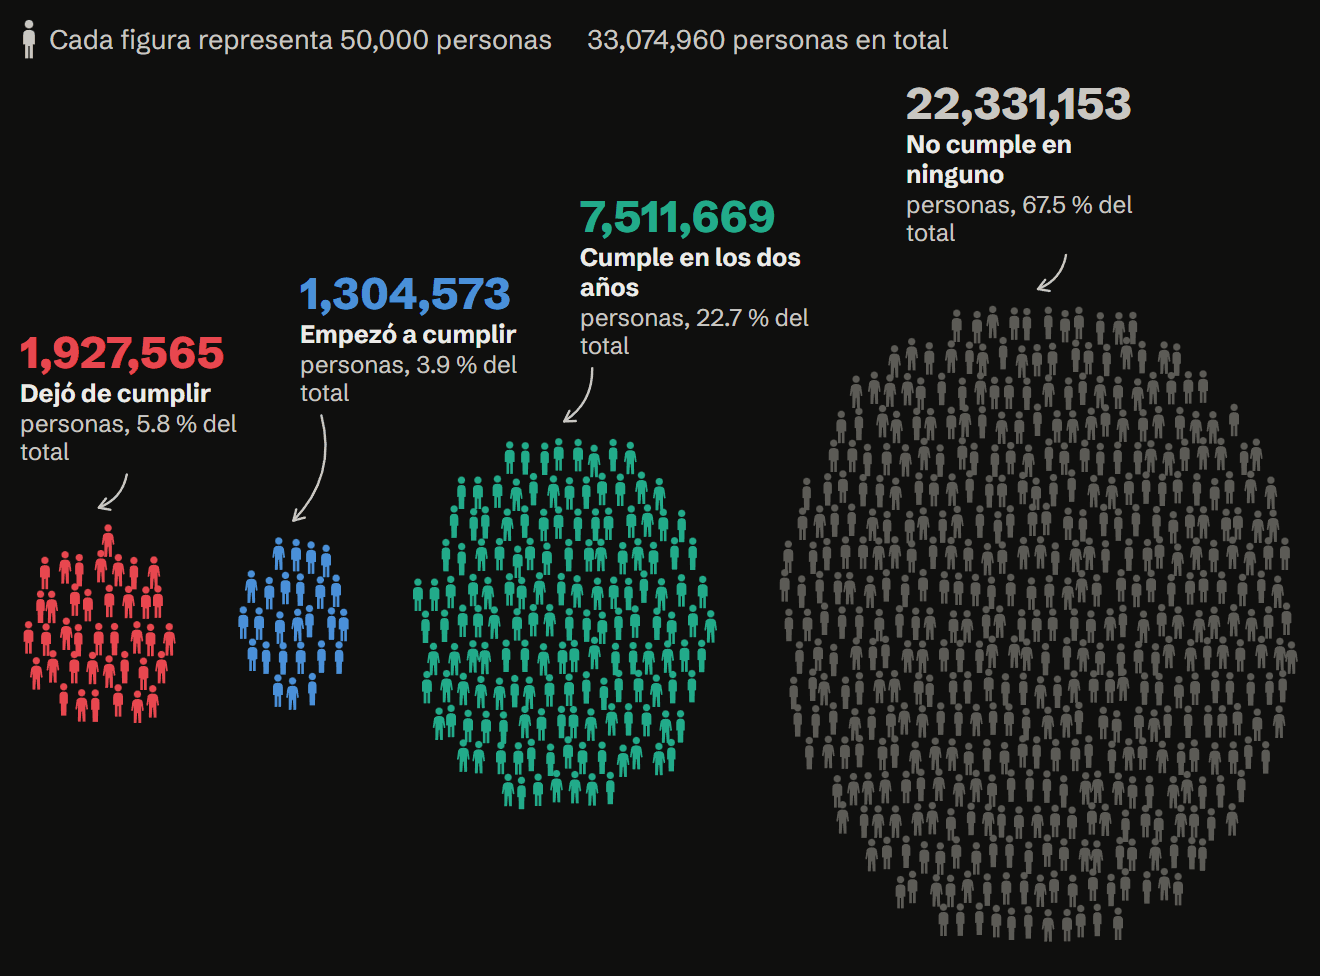 Cada figura representa 50,000 personas
33,074,960 personas en total
22,331,153
No cumple en
ninguno
personas, 67.5 % del
total
7,511,669
Cumple en los dos
años
personas, 22.7 % del
total
1,304,573
Empezó a cumplir
personas, 3.9 % del
total
1,927,565
Dejó de cumplir
personas, 5.8 % del
total